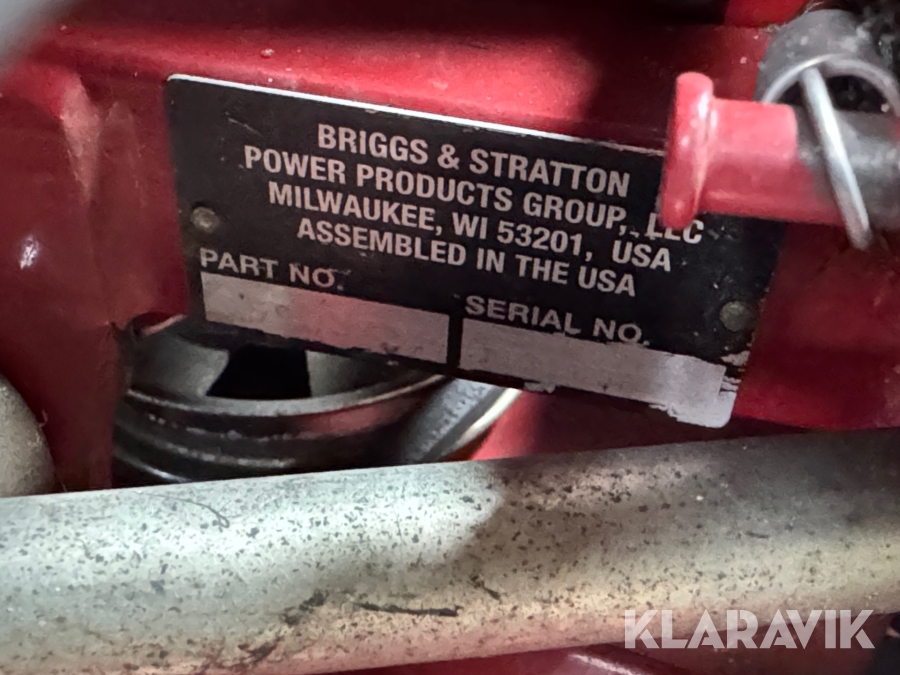 BRIGGS & STRATTON
POWER PRODUCTS GROUP, LLC
MILWAUKEE, WI 53201, USA
ASSEMBLED IN THE USA
PART NO.
SERIAL NO.
KLARAVIK